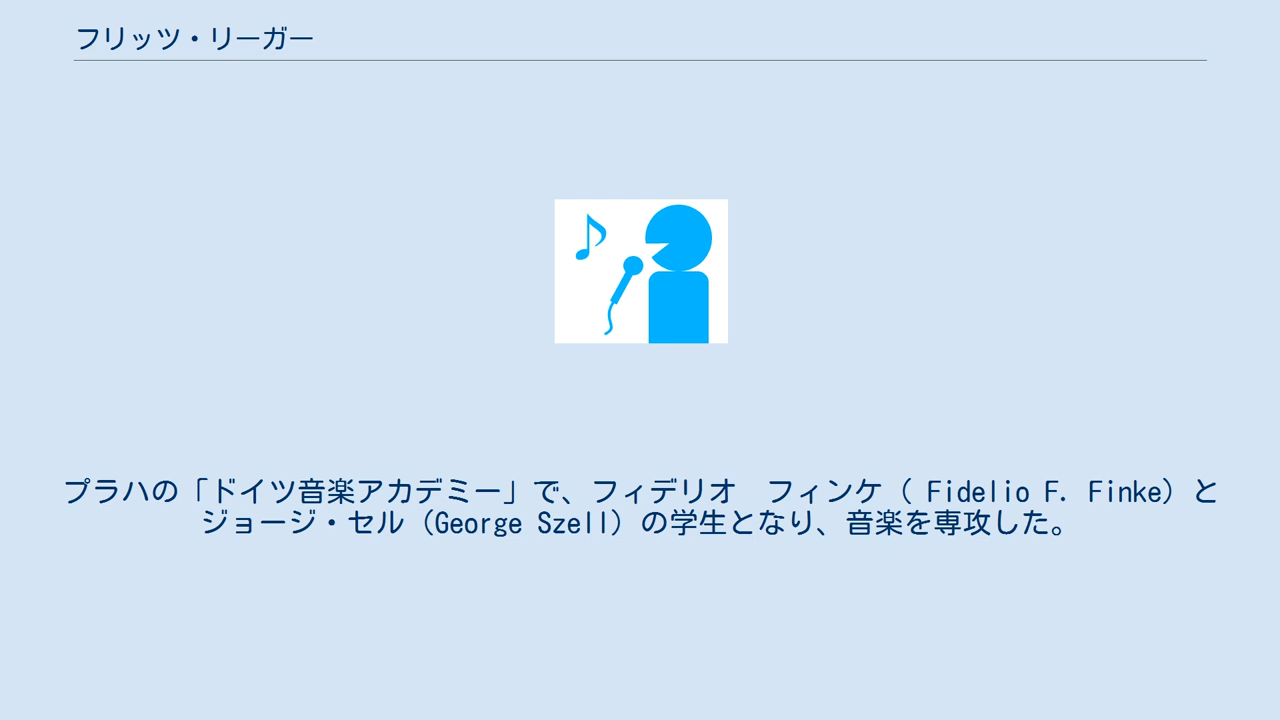 フリッツ・リーガー
プラハの「ドイツ音楽アカデミー」で、フィデリオ　フィンケ（ Fidelio F. Finke）と
ジョージ・セル（George Szell）の学生となり、音楽を専攻した。